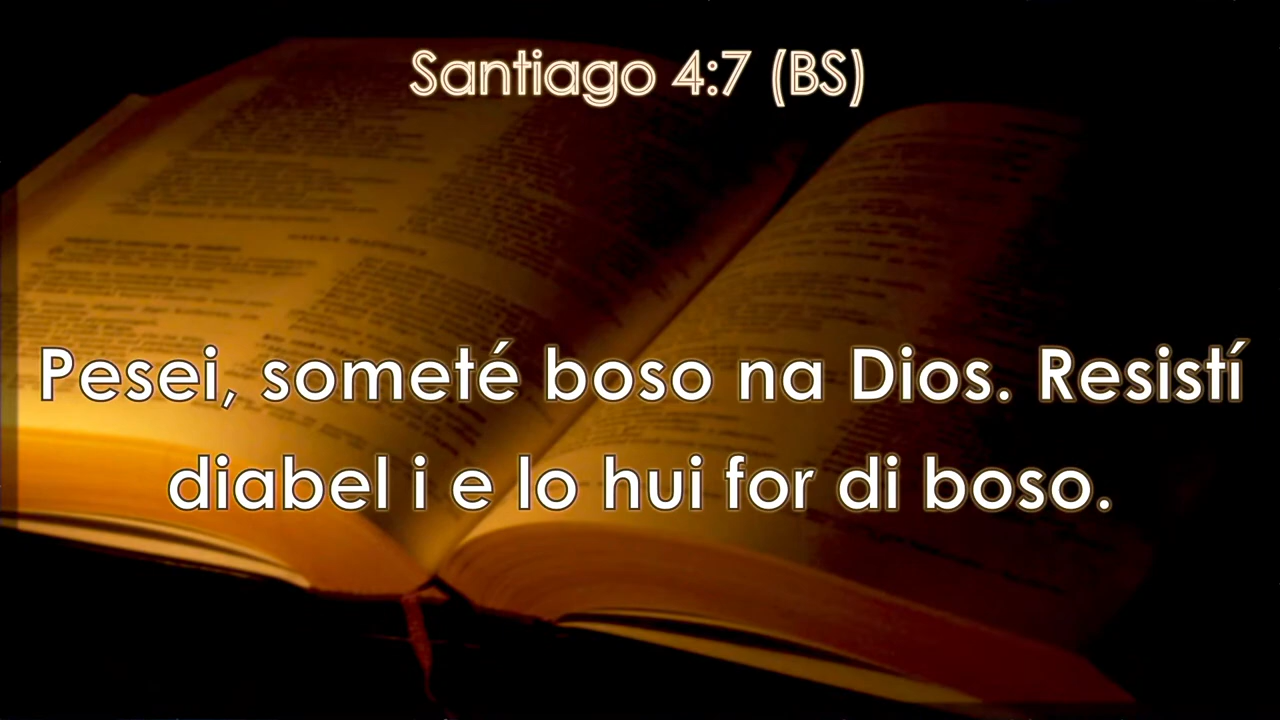 Santiago 4:7 (BS)
Pesei, someté boso na Dios. Resistí
diabel i e lo hui for di boso.